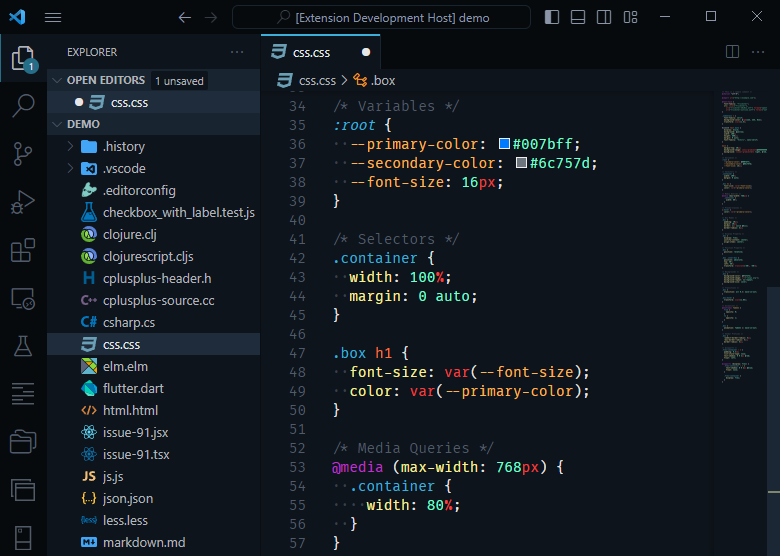 [Extension Development Host] demo
EXPLORER
OPEN EDITORS 1 unsaved
css.css
DEMO
.history
.vscode
.editorconfig
checkbox_with_label.test.js
clojure.clj
clojurescript.cljs
cplusplus-header.h
cplusplus-source.cc
csharp.cs
css.css
elm.elm
flutter.dart
html.html
issue-91.jsx
issue-91.tsx
js.js
json.json
less.less
markdown.md
1
css.css
css.css > .box
34 /* Variables */
35 :root {
36 --primary-color: #007bff;
37 --secondary-color: #6c757d;
38 --font-size: 16px;
39 }
40
41 /* Selectors */
42 .container {
43 width: 100%;
44 margin: 0 auto;
45 }
46
47 .box h1 {
48 font-size: var(--font-size);
49 color: var(--primary-color);
50 }
51
52 /* Media Queries */
53 @media (max-width: 768px) {
54 .container {
55 width: 80%;
56 }
57 }